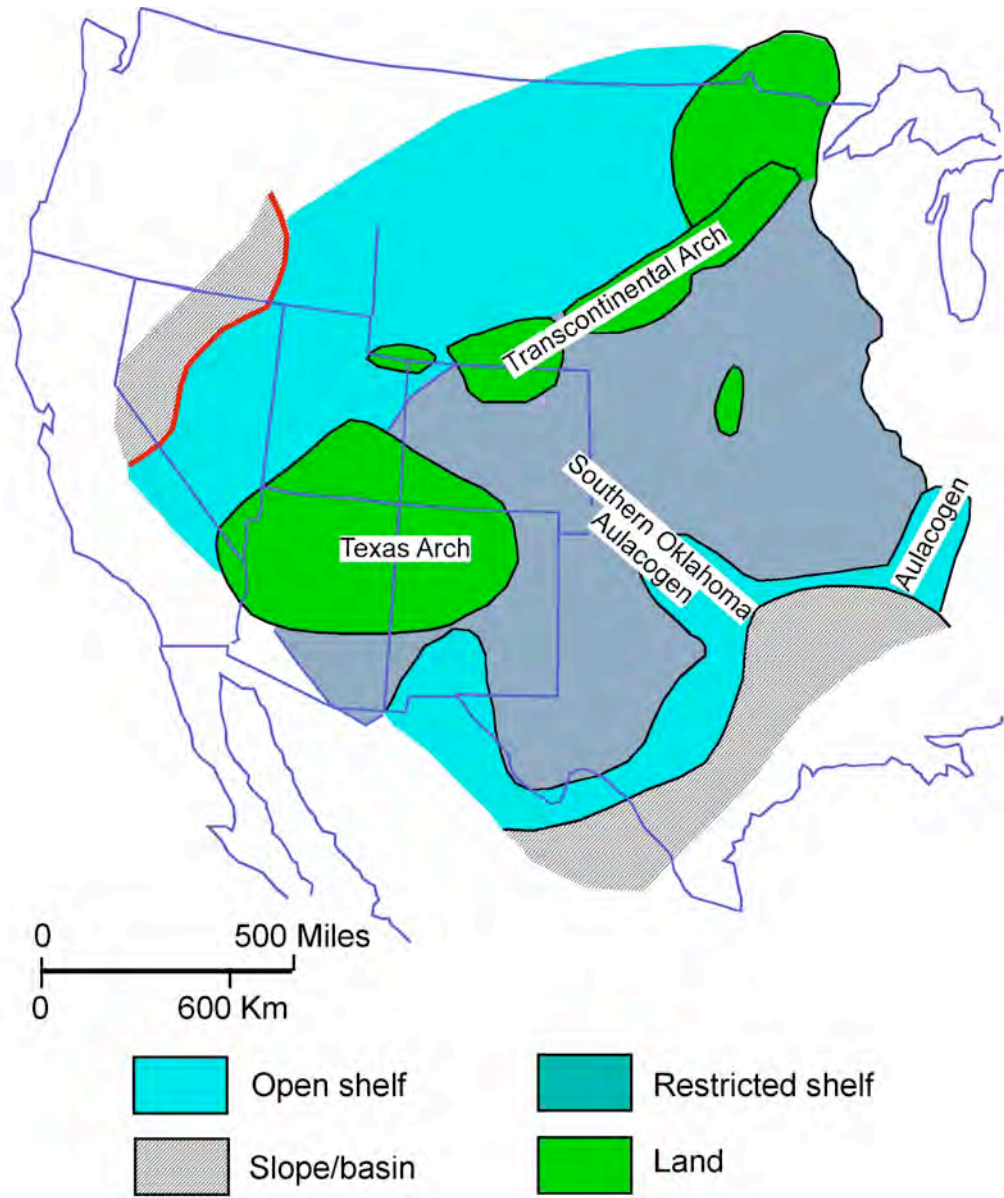 Transcontinental Arch
Southern Oklahoma
Aulacogen
Aulacogen
Texas Arch
0 500 Miles
0 600 Km
Open shelf
Restricted shelf
Slope/basin
Land